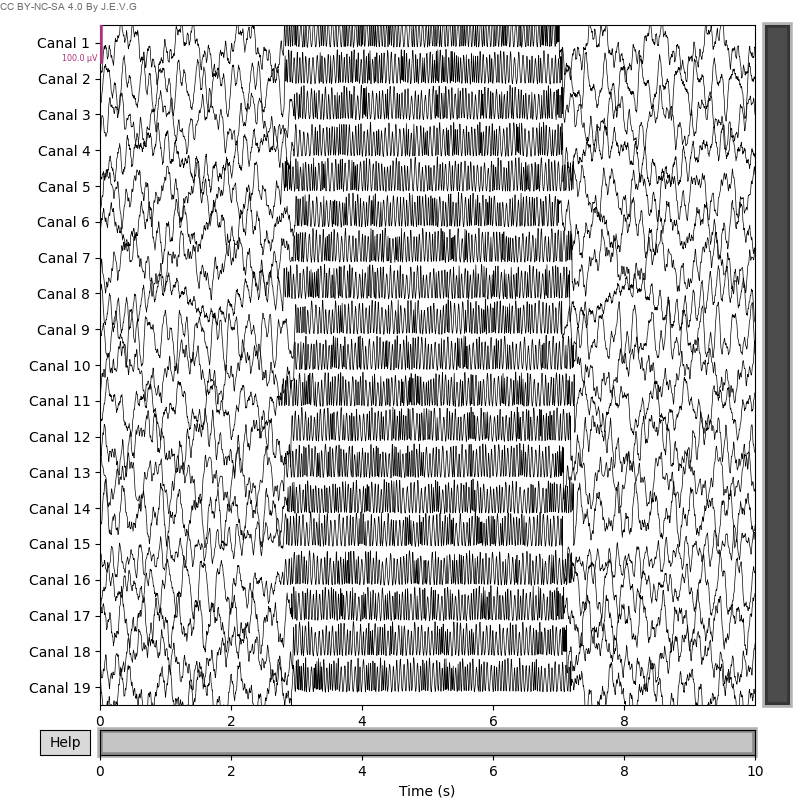 CC BY-NC-SA 4.0 By J.E.V.G
Canal 1
100.0 µV
Canal 2
Canal 3
Canal 4
Canal 5
Canal 6
Canal 7
Canal 8
Canal 9
Canal 10
Canal 11
Canal 12
Canal 13
Canal 14
Canal 15
Canal 16
Canal 17
Canal 18
Canal 19
0 2 4 6 8
Help
0 2 4 6 8 10
Time (s)